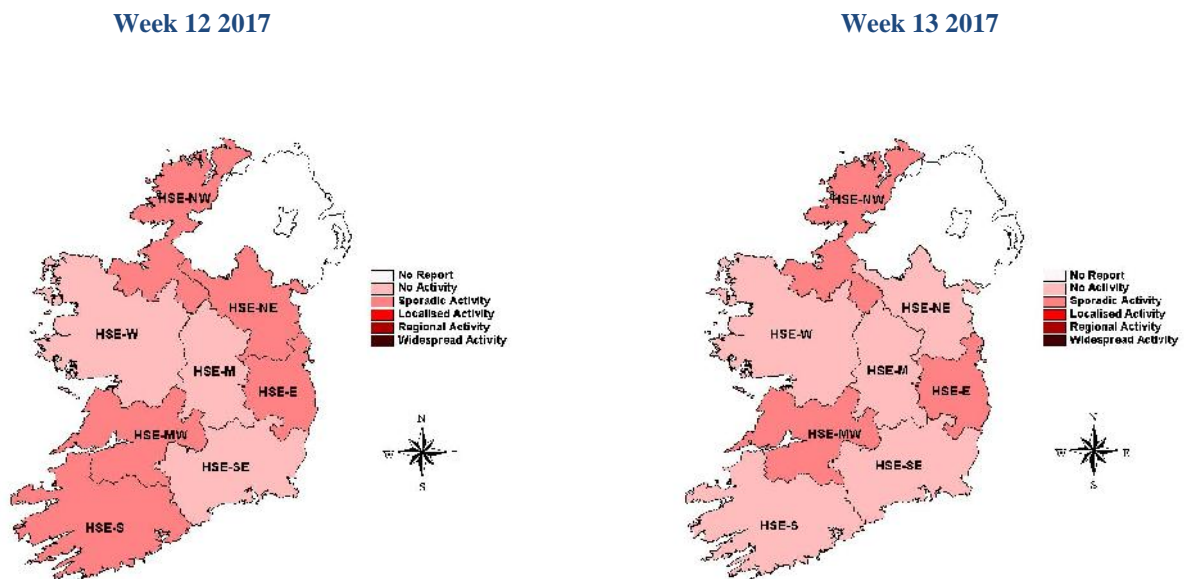 Week 12 2017
Week 13 2017
HSE-NW
HSE-NE
HSE-W
HSE-M
HSE-E
HSE-MW
HSE-SE
HSE-S
No Report
No Activity
Sporadic Activity
Localised Activity
Regional Activity
Widespread Activity
N
W
S
HSE-NW
HSE-NE
HSE-W
HSE-M
HSE-E
HSE-MW
HSE-SE
HSE-S
No Report
No Activity
Sporadic Activity
Localised Activity
Regional Activity
Widespread Activity
W E
S